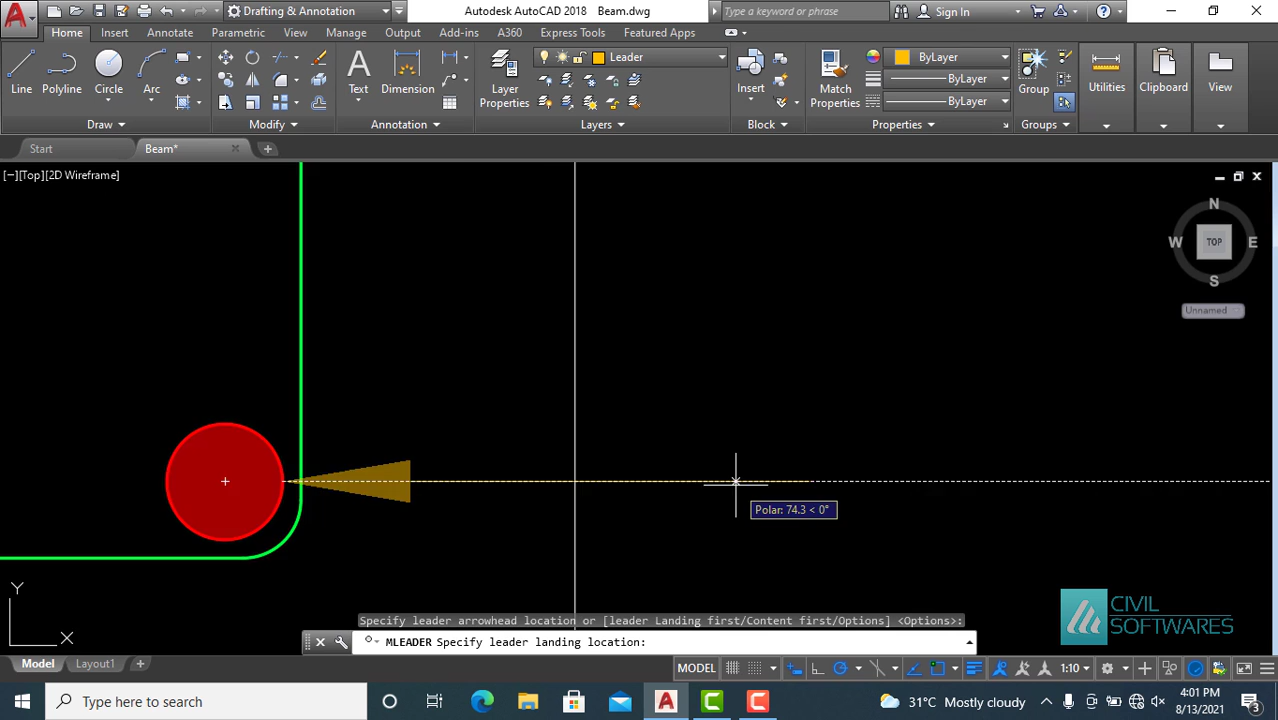 Drafting & Annotation
Autodesk AutoCAD 2018 Beam.dwg
Type a keyword or phrase
Sign In
Home Insert Annotate Parametric View Manage Output Add-ins A360 Express Tools Featured Apps
Line Polyline Circle Arc
Text Dimension
Layer Properties
Leader
Insert
Match Properties
ByLayer
ByLayer
ByLayer
Group
Utilities
Clipboard
View
Draw Modify Annotation Layers Block Properties Groups
Start Beam*
[−][Top][2D Wireframe]
N
W TOP E
S
Unnamed
Polar: 74.3 < 0°
Y
X
CIVIL
SOFTWARES
Specify leader arrowhead location or [leader Landing first/Content first/Options] <Options>:
MLEADER Specify leader landing location:
Model Layout1
MODEL
1:10
Type here to search
31°C Mostly cloudy
4:01 PM
8/13/2021
3